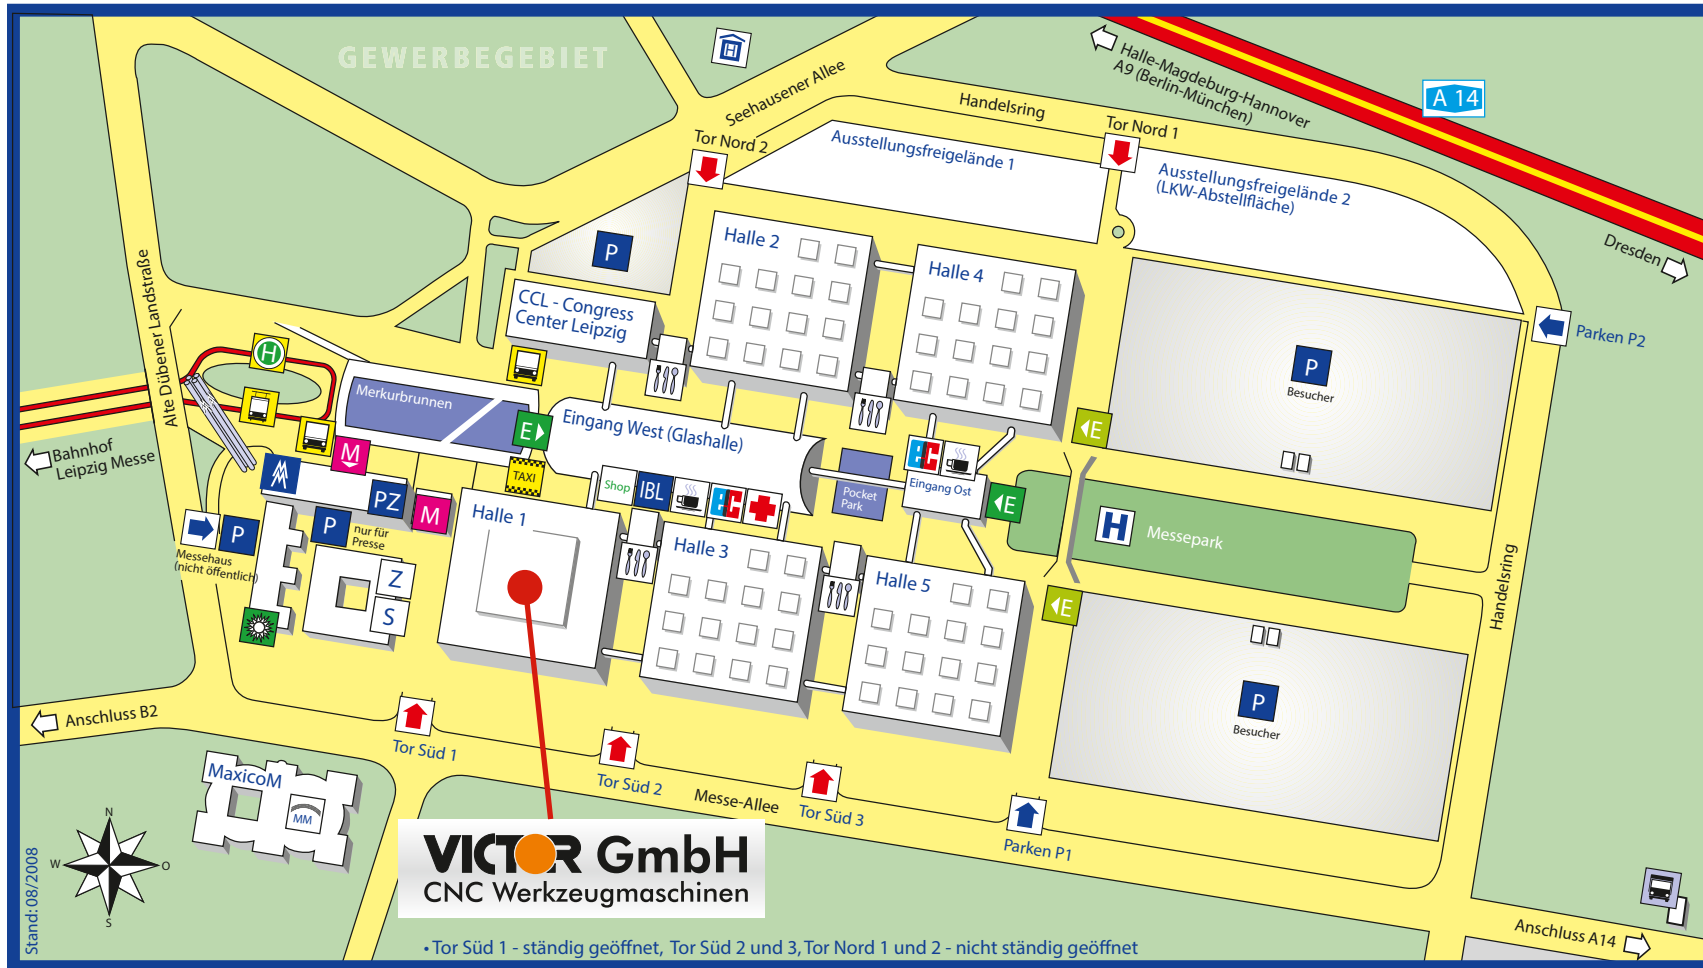 GEWERBEGEBIET
H
Seehausener Allee
Handelsring
Halle-Magdeburg-Hannover
A9 (Berlin-München)
A 14
Tor Nord 2
Tor Nord 1
Ausstellungsfreigelände 1
Ausstellungsfreigelände 2
(LKW-Abstellfläche)
Dresden
Alte Dübener Landstraße
P
Halle 2
Halle 4
CCL - Congress
Center Leipzig
Parken P2
P
Besucher
H
Merkurbrunnen
Eingang West (Glashalle)
E
E
Bahnhof
Leipzig Messe
M
TAXI
PZ
M
Shop
IBL
Pocket
Park
Eingang Ost
E
H
Messepark
P
P
nur für
Presse
Messehaus
(nicht öffentlich)
Halle 1
Halle 3
Halle 5
Z
S
E
Handelsring
P
Besucher
Anschluss B2
Tor Süd 1
Tor Süd 2
Messe-Allee
Tor Süd 3
Parken P1
MaxicoM
MM
N
W
O
S
Stand: 08/2008
VICTOR GmbH
CNC Werkzeugmaschinen
Anschluss A14
• Tor Süd 1 - ständig geöffnet, Tor Süd 2 und 3, Tor Nord 1 und 2 - nicht ständig geöffnet